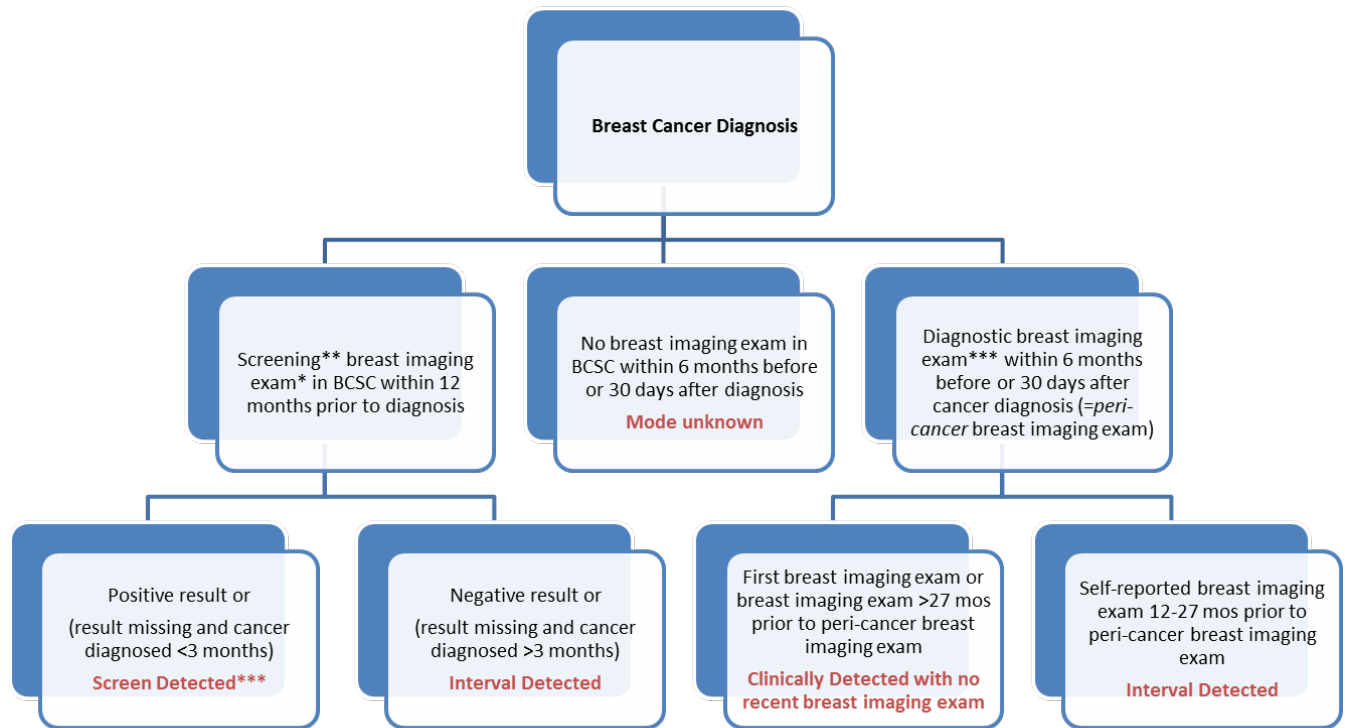 Breast Cancer Diagnosis
Screening** breast imaging
exam* in BCSC within 12
months prior to diagnosis
No breast imaging exam in
BCSC within 6 months before
or 30 days after diagnosis
Mode unknown
Diagnostic breast imaging
exam*** within 6 months
before or 30 days after
cancer diagnosis (=peri-
cancer breast imaging exam)
Positive result or
(result missing and cancer
diagnosed <3 months)
Screen Detected***
Negative result or
(result missing and cancer
diagnosed >3 months)
Interval Detected
First breast imaging exam or
breast imaging exam >27 mos
prior to peri-cancer breast
imaging exam
Clinically Detected with no
recent breast imaging exam
Self-reported breast imaging
exam 12-27 mos prior to
peri-cancer breast imaging
exam
Interval Detected